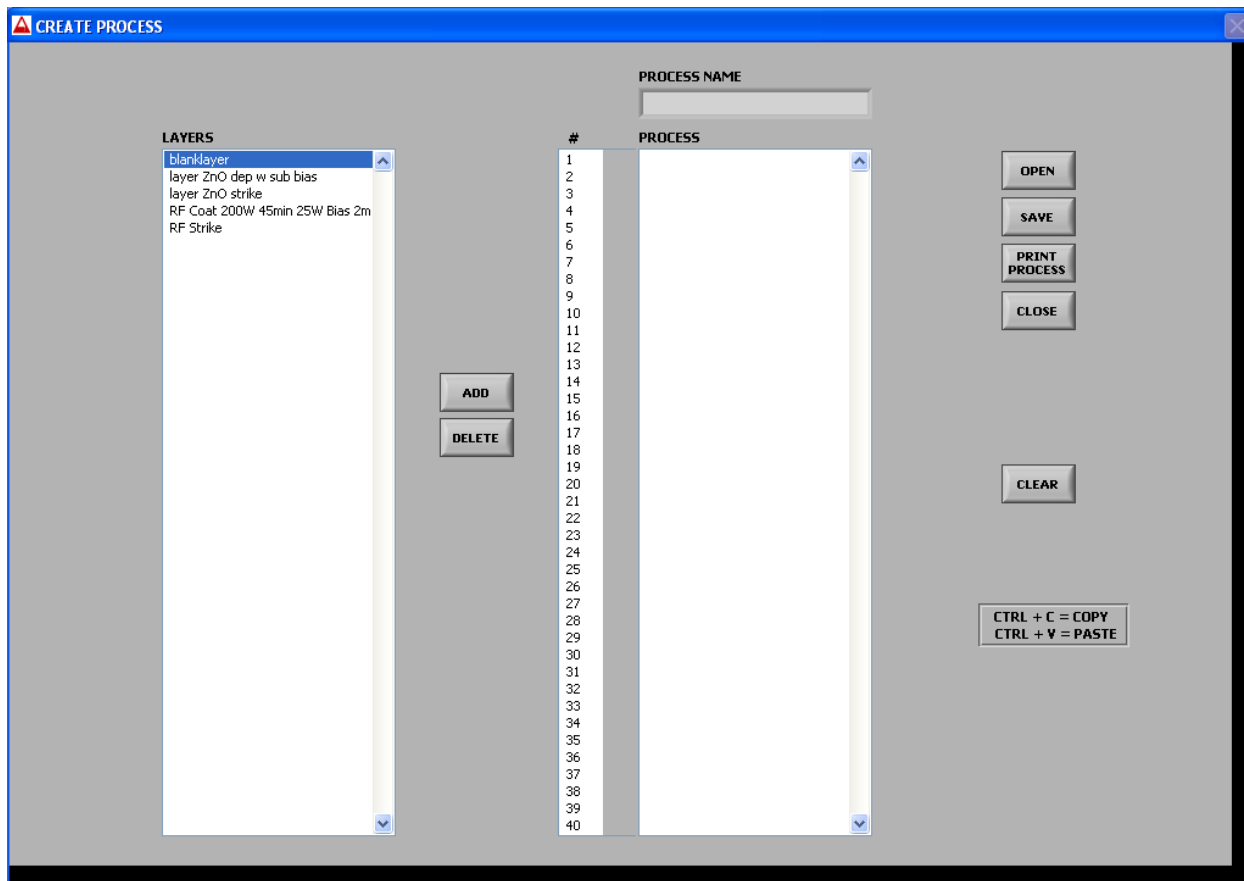 CREATE PROCESS
PROCESS NAME
LAYERS
# PROCESS
blanklayer
layer ZnO dep w sub bias
layer ZnO strike
RF Coat 200W 45min 25W Bias 2m
RF Strike
1
2
3
4
5
6
7
8
9
10
11
12
13
14
15
16
17
18
19
20
21
22
23
24
25
26
27
28
29
30
31
32
33
34
35
36
37
38
39
40
ADD
DELETE
OPEN
SAVE
PRINT
PROCESS
CLOSE
CLEAR
CTRL + C = COPY
CTRL + V = PASTE